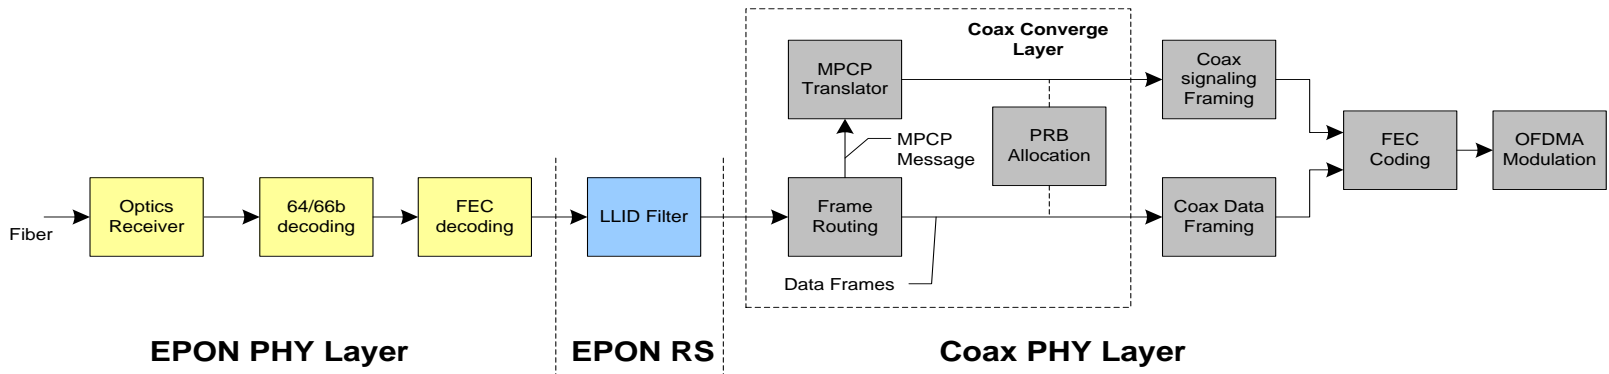 Coax Converge
Layer
MPCP
Translator
Coax
signaling
Framing
MPCP
Message
PRB
Allocation
FEC
Coding
OFDMA
Modulation
Fiber
Optics
Receiver
64/66b
decoding
FEC
decoding
LLID Filter
Frame
Routing
Coax Data
Framing
Data Frames
EPON PHY Layer
EPON RS
Coax PHY Layer